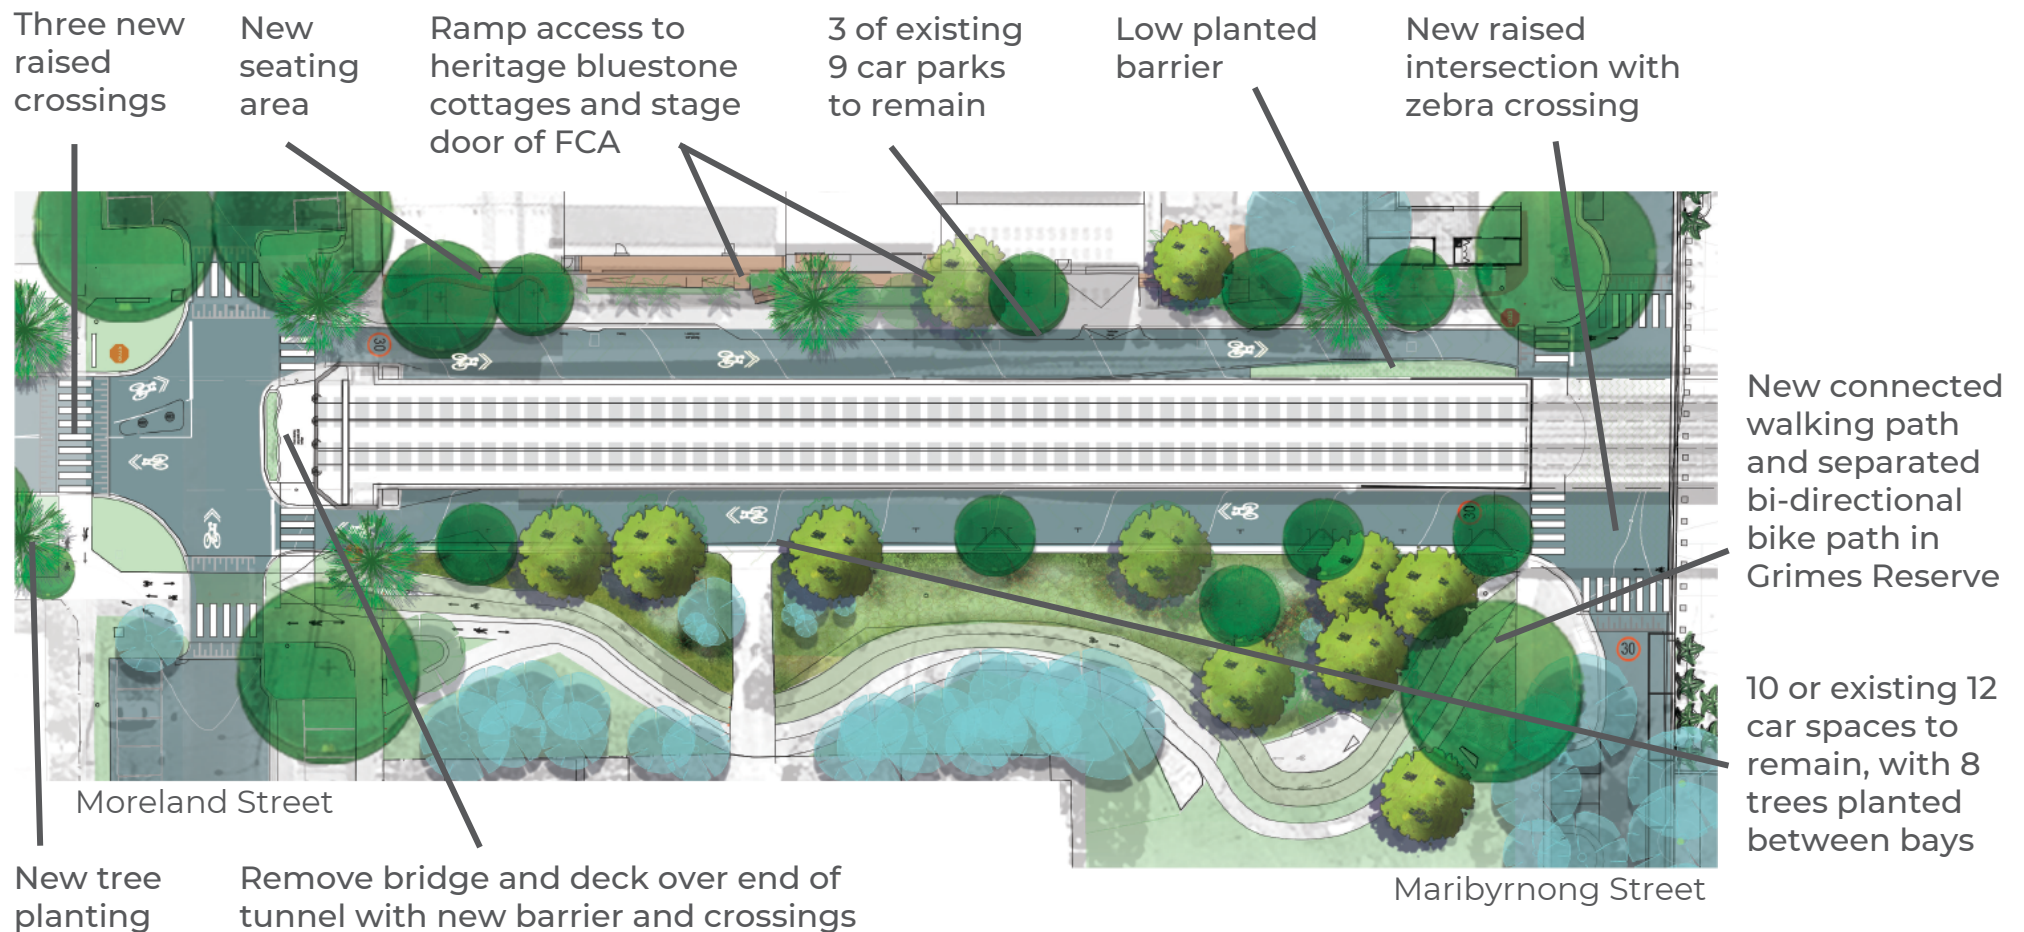 Three new
raised
crossings
New
seating
area
Ramp access to
heritage bluestone
cottages and stage
door of FCA
3 of existing
9 car parks
to remain
Low planted
barrier
New raised
intersection with
zebra crossing
30
New connected
walking path
and separated
bi-directional
bike path in
Grimes Reserve
30
30
10 or existing 12
car spaces to
remain, with 8
trees planted
between bays
Moreland Street
Maribyrnong Street
New tree
planting
Remove bridge and deck over end of
tunnel with new barrier and crossings